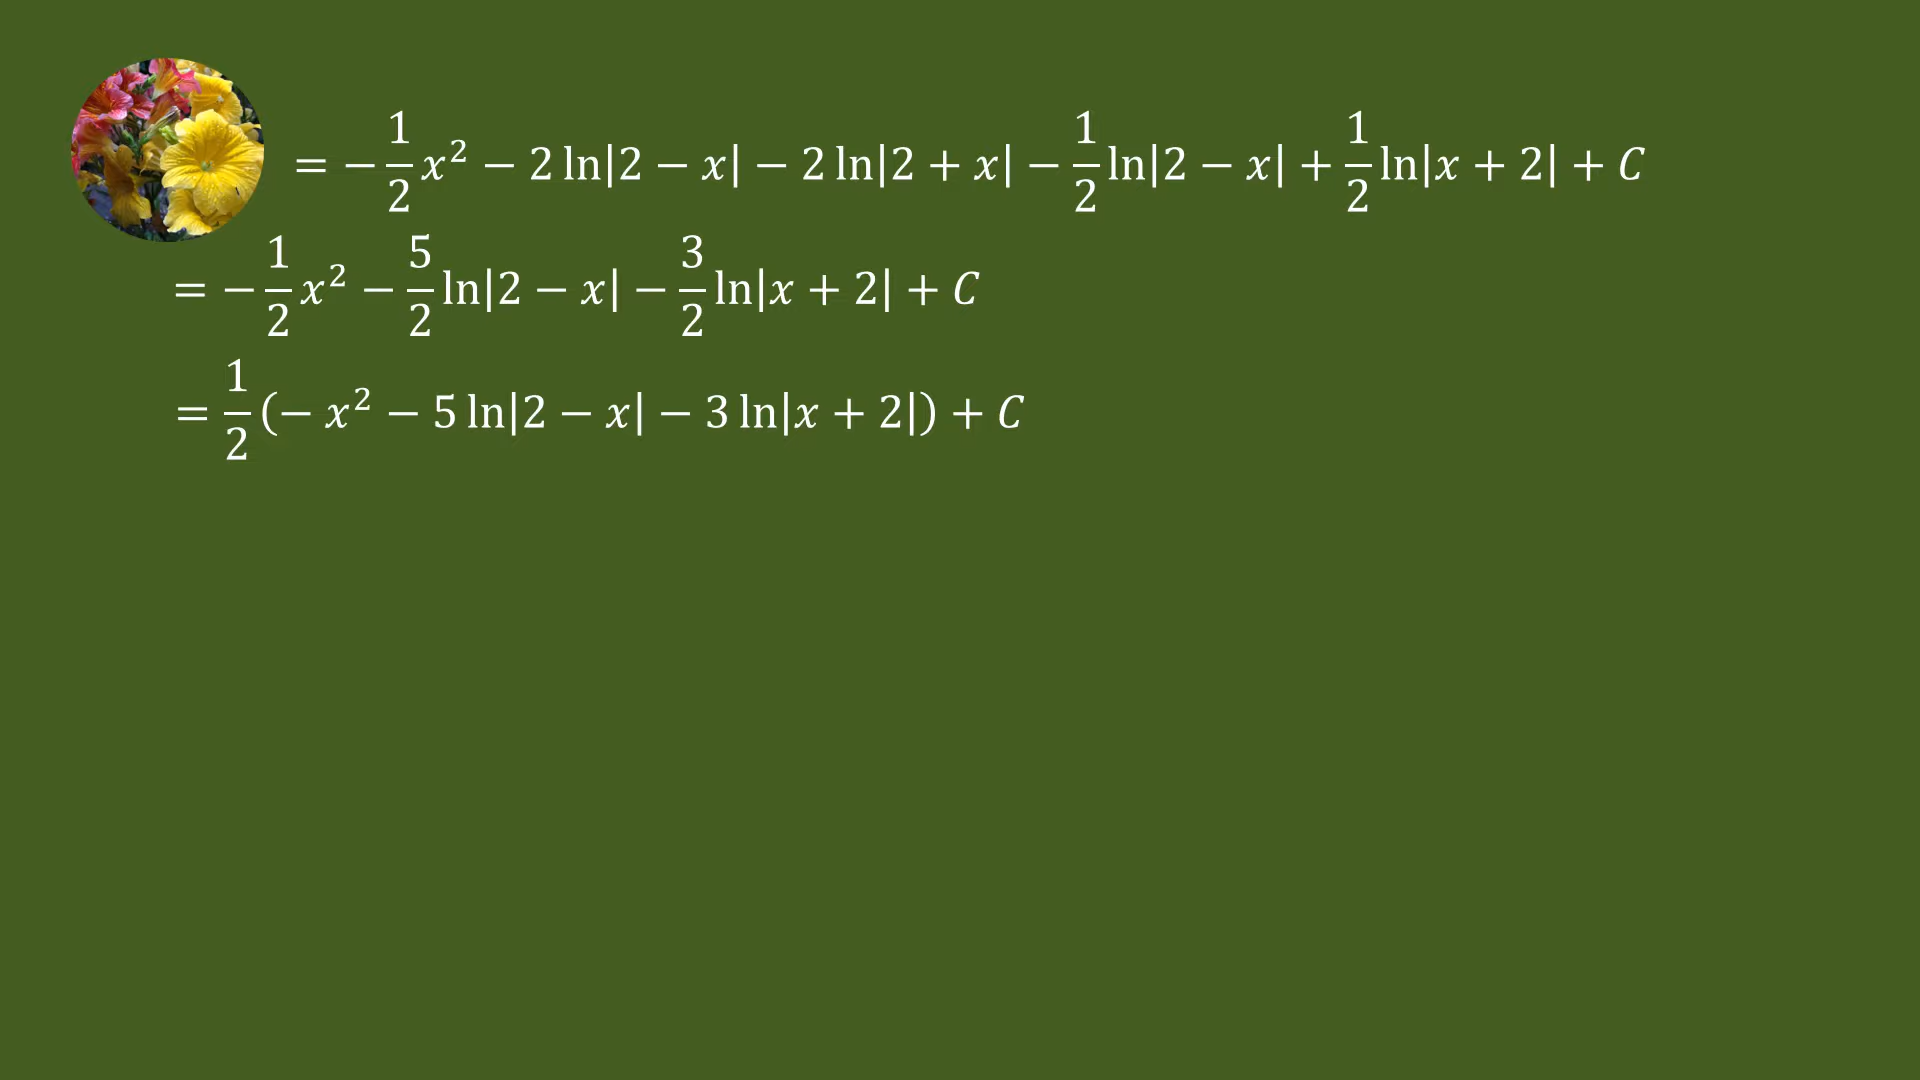 = −1/2 x² − 2 ln|2 − x| − 2 ln|2 + x| − 1/2 ln|2 − x| + 1/2 ln|x + 2| + C
= −1/2 x² − 5/2 ln|2 − x| − 3/2 ln|x + 2| + C
= 1/2 (− x² − 5 ln|2 − x| − 3 ln|x + 2|) + C